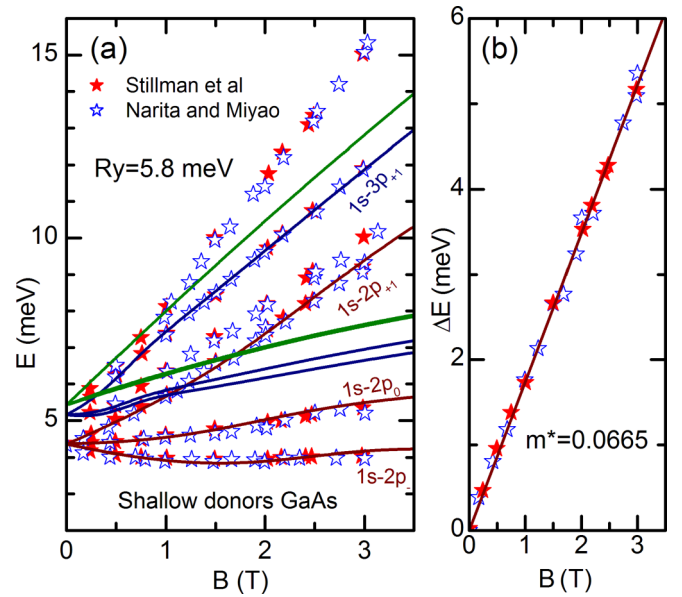 (a)
Stillman et al
Narita and Miyao
Ry=5.8 meV
1s-3p+1
1s-2p+1
1s-2p0
1s-2p-
Shallow donors GaAs
E (meV)
15
10
5
0
1
2
3
B (T)
(b)
ΔE (meV)
6
4
2
0
m*=0.0665
0
1
2
3
B (T)